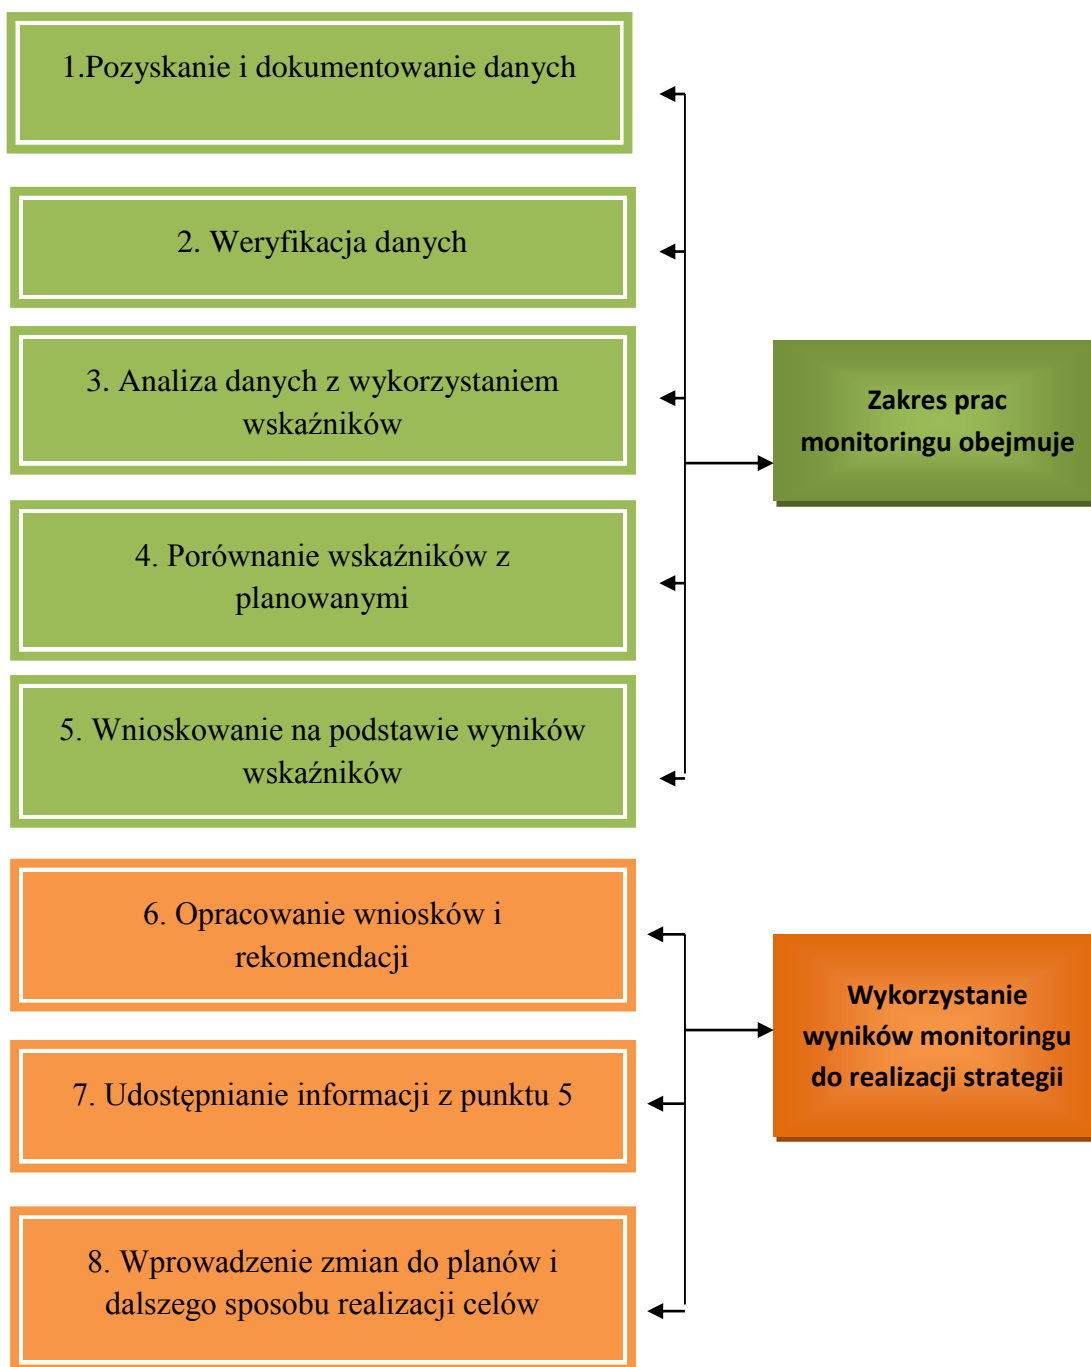 1.Pozyskanie i dokumentowanie danych
2. Weryfikacja danych
3. Analiza danych z wykorzystaniem
wskaźników
4. Porównanie wskaźników z
planowanymi
5. Wnioskowanie na podstawie wyników
wskaźników
Zakres prac
monitoringu obejmuje
6. Opracowanie wniosków i
rekomendacji
7. Udostępnianie informacji z punktu 5
8. Wprowadzenie zmian do planów i
dalszego sposobu realizacji celów
Wykorzystanie
wyników monitoringu
do realizacji strategii